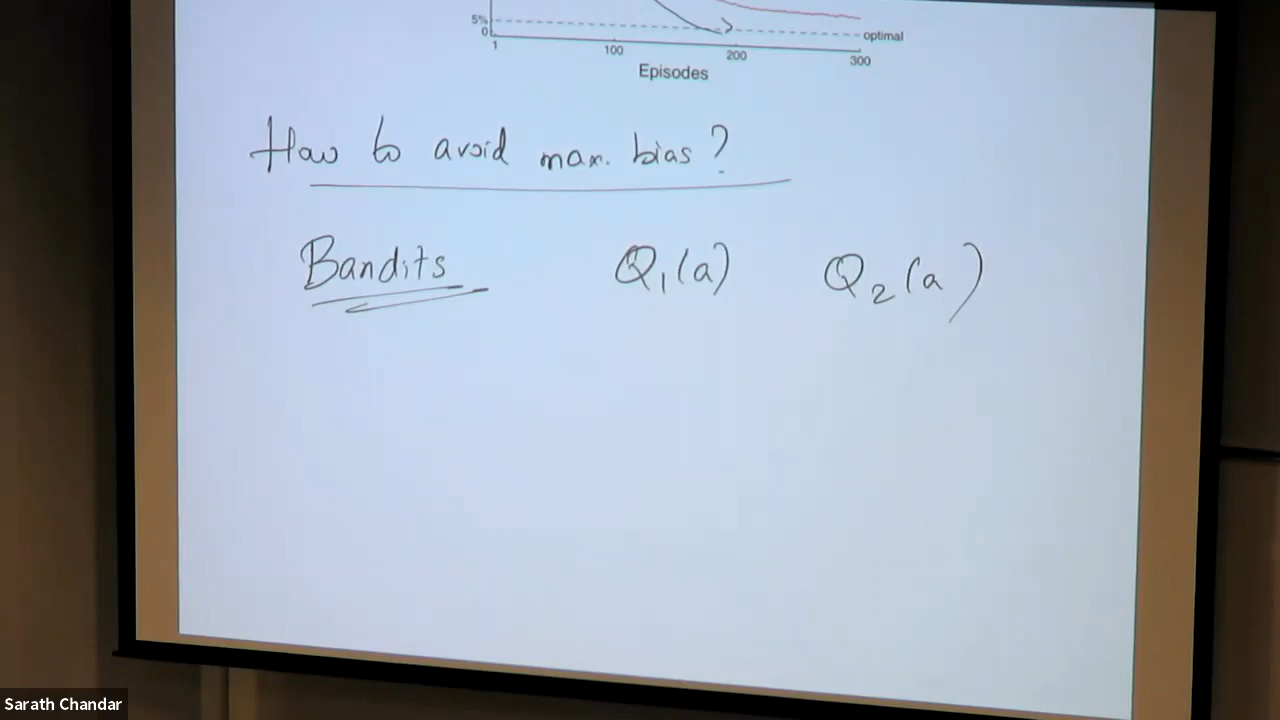 5%
0
optimal
1 100 200 300
Episodes
How to avoid max. bias?
Bandits Q₁(a) Q₂(a)
Sarath Chandar